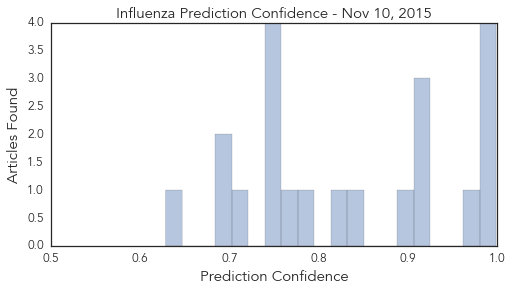 Influenza Prediction Confidence - Nov 10, 2015
Articles Found
4.0
3.5
3.0
2.5
2.0
1.5
1.0
0.5
0.0
0.5 0.6 0.7 0.8 0.9 1.0
Prediction Confidence